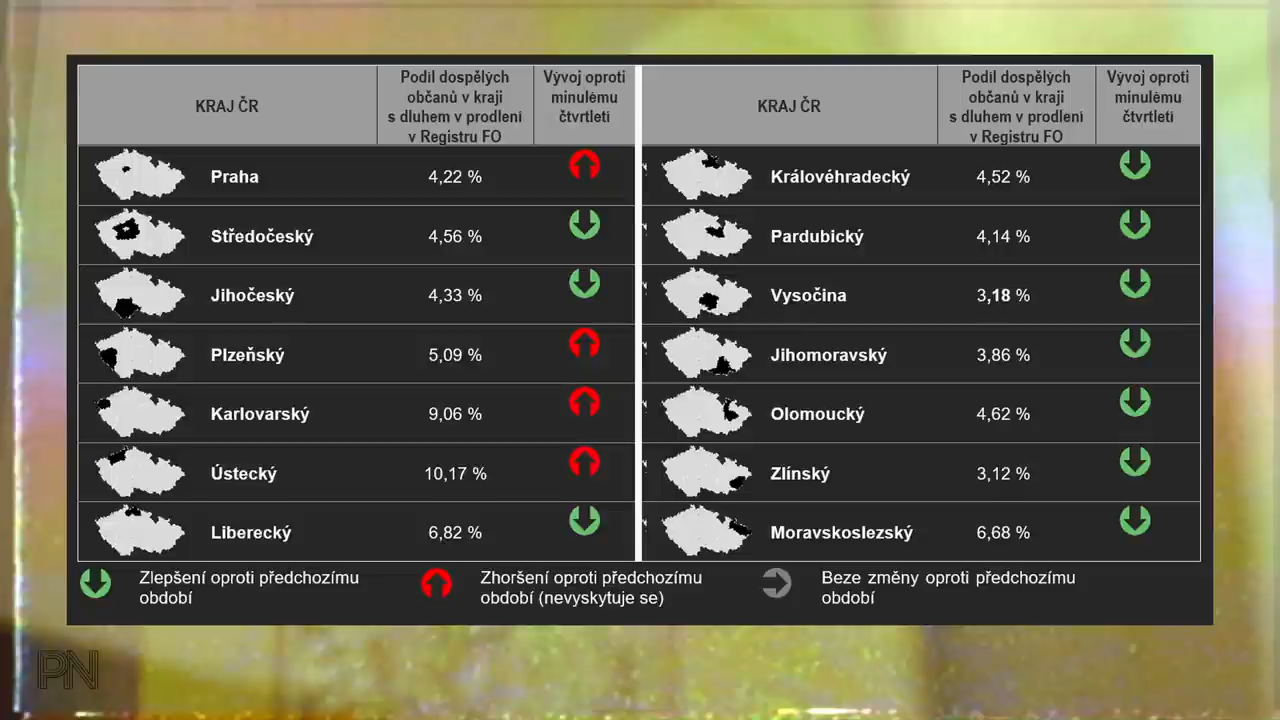 KRAJ ČR
Podíl dospělých
občanů v kraji
s dluhem v prodlení
v Registru FO
Vývoj oproti
minulému
čtvrtletí
Praha 4,22 %
Středočeský 4,56 %
Jihočeský 4,33 %
Plzeňský 5,09 %
Karlovarský 9,06 %
Ústecký 10,17 %
Liberecký 6,82 %
KRAJ ČR
Podíl dospělých
občanů v kraji
s dluhem v prodlení
v Registru FO
Vývoj oproti
minulému
čtvrtletí
Královéhradecký 4,52 %
Pardubický 4,14 %
Vysočina 3,18 %
Jihomoravský 3,86 %
Olomoucký 4,62 %
Zlínský 3,12 %
Moravskoslezský 6,68 %
Zlepšení oproti předchozímu
období
Zhoršení oproti předchozímu
období (nevyskytuje se)
Beze změny oproti předchozímu
období
PN